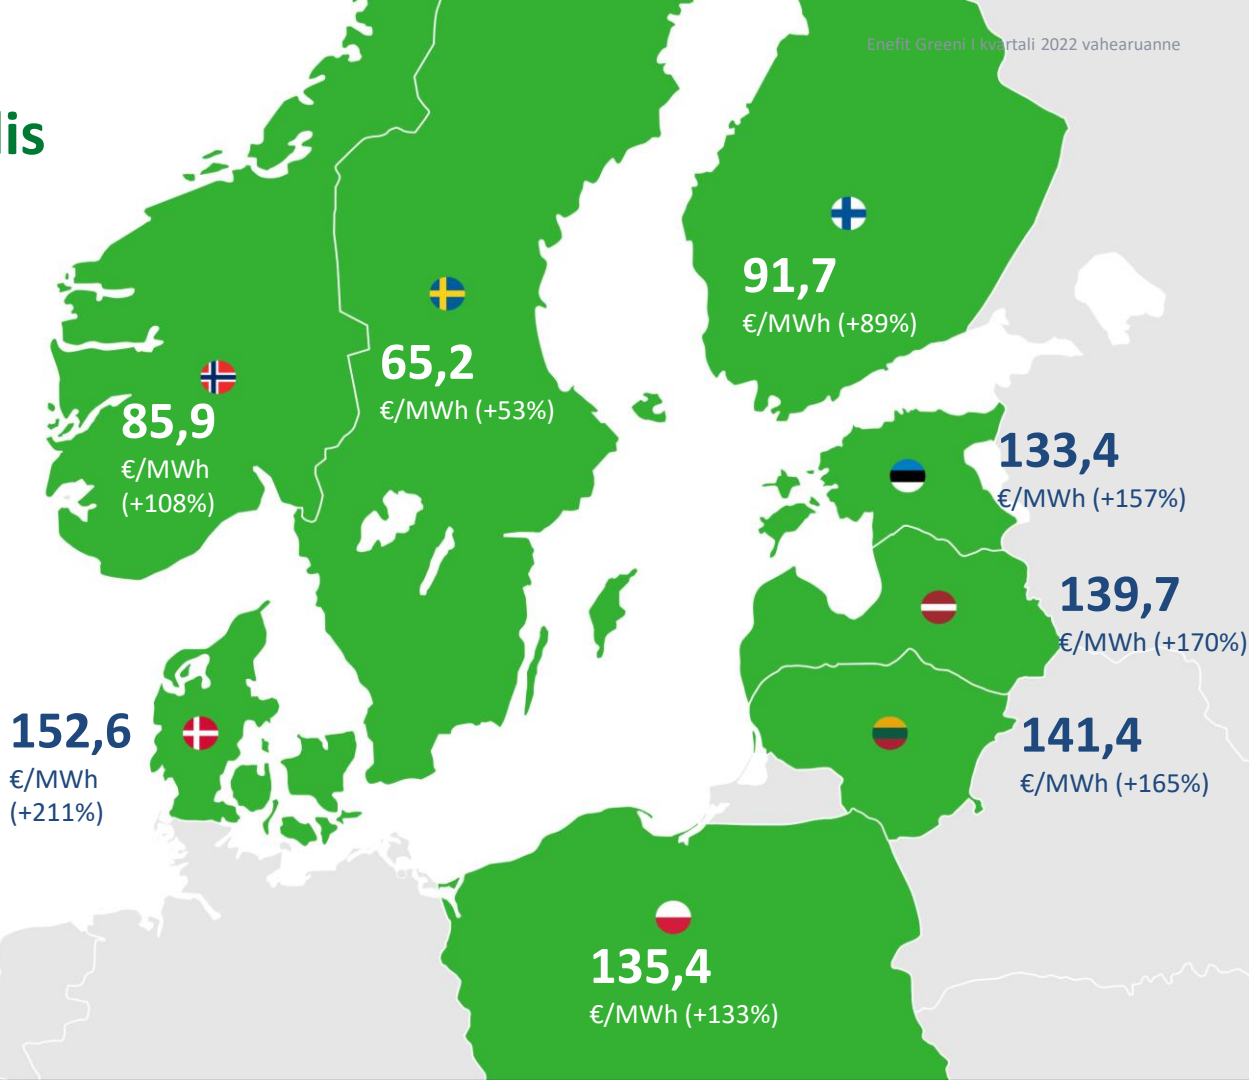 Enefit Greeni I kvartali 2022 vahearuanne
91,7
€/MWh (+89%)
65,2
€/MWh (+53%)
85,9
€/MWh
(+108%)
133,4
€/MWh (+157%)
139,7
€/MWh (+170%)
152,6
€/MWh
(+211%)
141,4
€/MWh (+165%)
135,4
€/MWh (+133%)